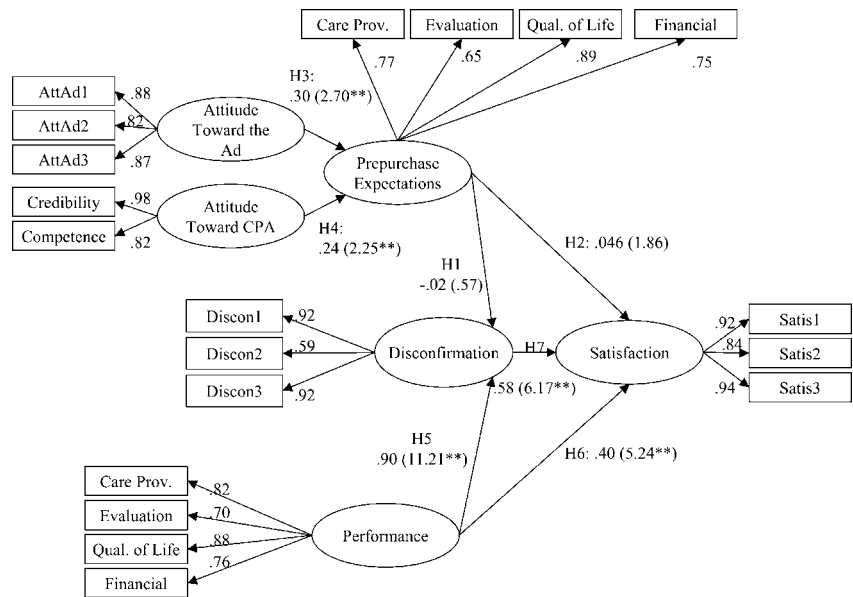 Care Prov.
Evaluation
Qual. of Life
Financial
.77
.65
.89
.75
H3:
.30 (2.70**)
AttAd1
AttAd2
AttAd3
.88
.82
.87
Attitude
Toward the
Ad
Prepurchase
Expectations
Credibility
Competence
.98
.82
Attitude
Toward CPA
H4:
.24 (2.25**)
H1
-.02 (.57)
H2: .046 (1.86)
Discon1
Discon2
Discon3
.92
.59
.92
Disconfirmation
H7
.58 (6.17**)
Satisfaction
.92
.84
.94
Satis1
Satis2
Satis3
H5
.90 (11.21**)
H6: .40 (5.24**)
Care Prov.
Evaluation
Qual. of Life
Financial
.82
.70
.88
.76
Performance